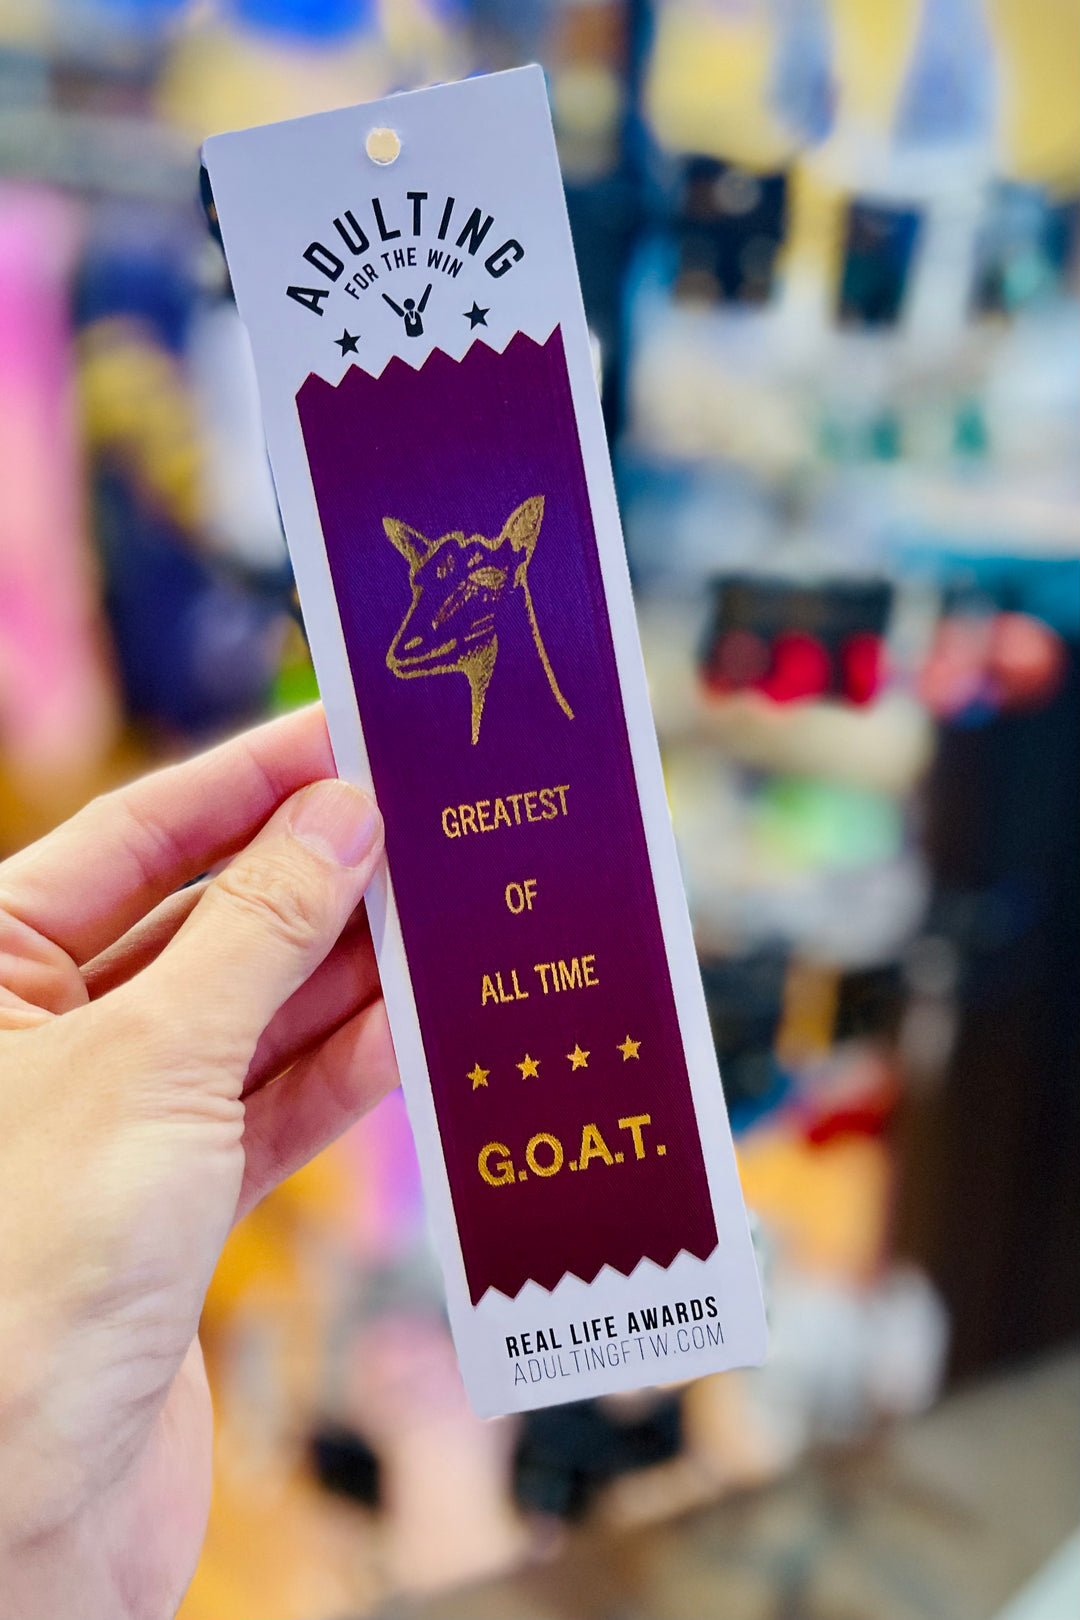 ADULTING
FOR THE WIN
GREATEST
OF
ALL TIME
G.O.A.T.
REAL LIFE AWARDS
ADULTINGFTW.COM